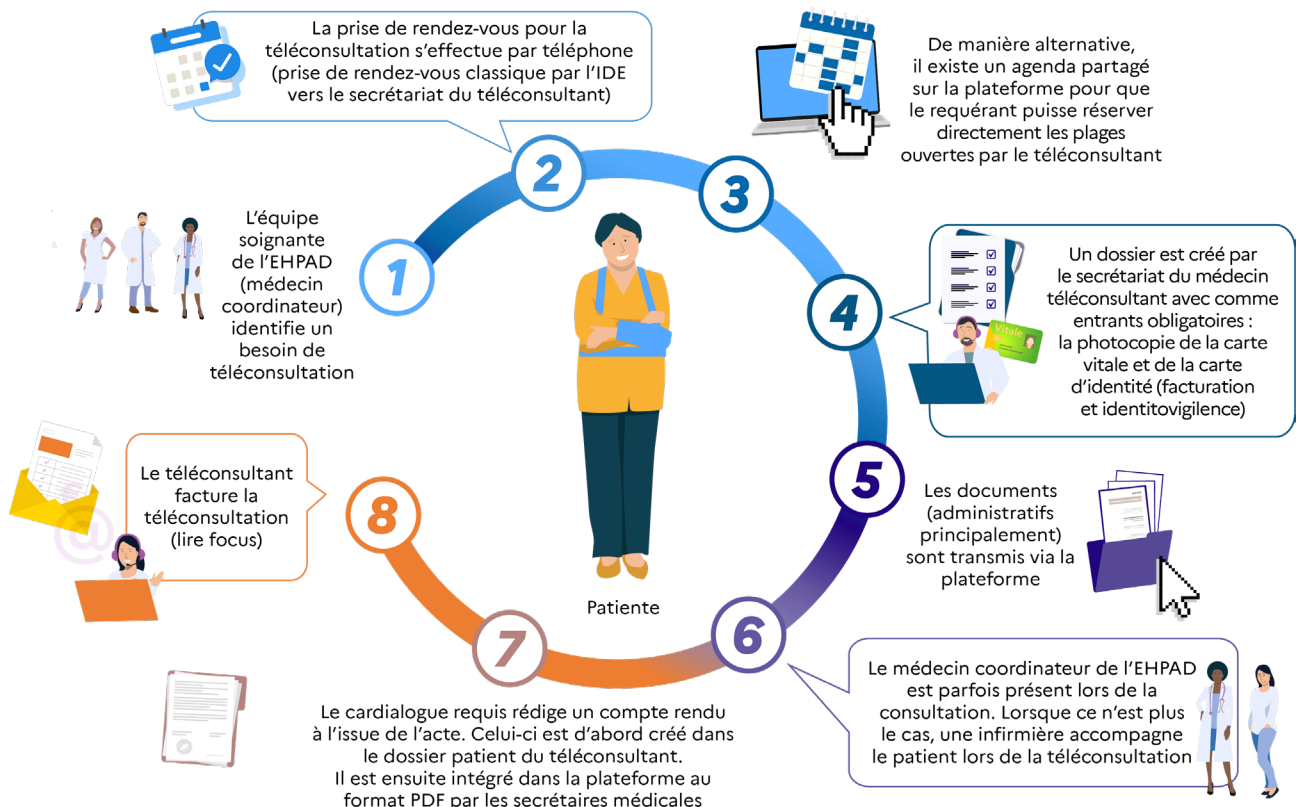 1
L'équipe
soignante
de l'EHPAD
(médecin
coordinateur)
identifie un
besoin de
téléconsultation
2
La prise de rendez-vous pour la
téléconsultation s'effectue par téléphone
(prise de rendez-vous classique par l'IDE
vers le secrétariat du téléconsultant)
3
De manière alternative,
il existe un agenda partagé
sur la plateforme pour que
le requérant puisse réserver
directement les plages
ouvertes par le téléconsultant
4
Un dossier est créé par
le secrétariat du médecin
téléconsultant avec comme
entrants obligatoires :
la photocopie de la carte
vitale et de la carte
d'identité (facturation
et identitovigilence)
Vitale
5
Les documents
(administratifs
principalement)
sont transmis via la
plateforme
6
Le médecin coordinateur de l'EHPAD
est parfois présent lors de la
consultation. Lorsque ce n'est plus
le cas, une infirmière accompagne
le patient lors de la téléconsultation
7
Le cardialogue requis rédige un compte rendu
à l'issue de l'acte. Celui-ci est d'abord créé dans
le dossier patient du téléconsultant.
Il est ensuite intégré dans la plateforme au
format PDF par les secrétaires médicales
8
Le téléconsultant
facture la
téléconsultation
(lire focus)
@
Patiente